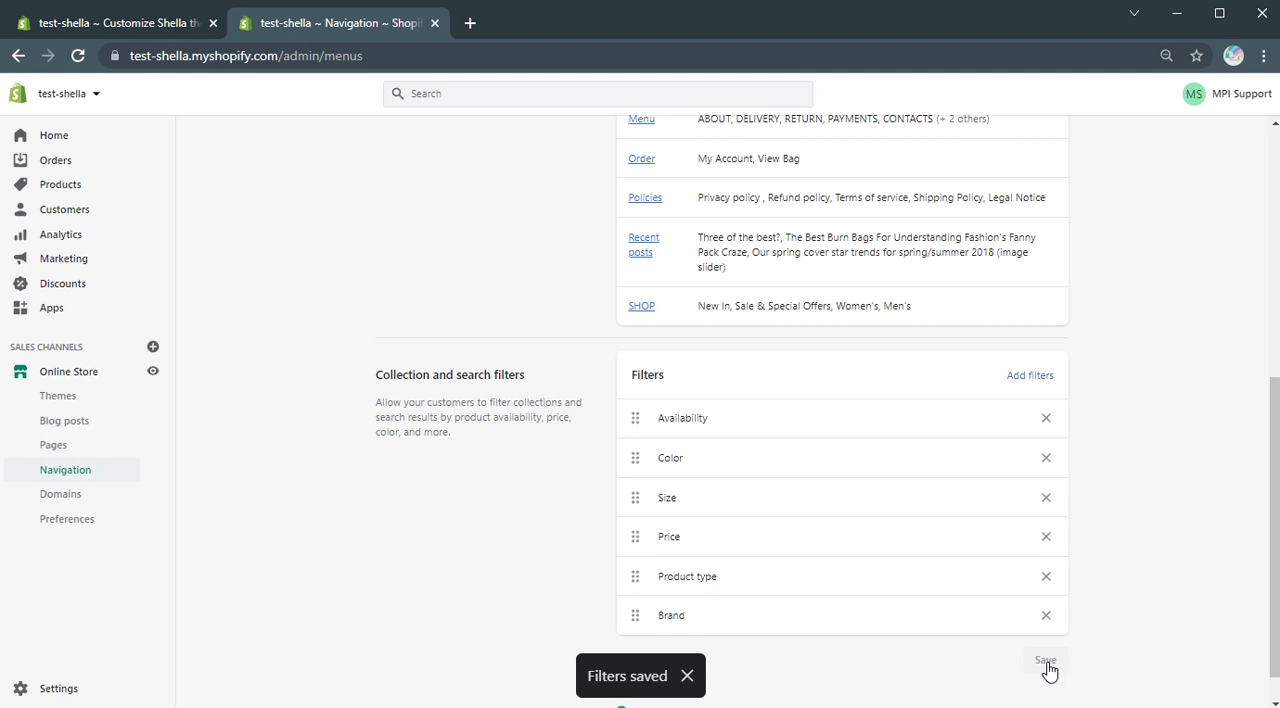 test-shella ~ Customize Shella th
test-shella ~ Navigation ~ Shopi
test-shella.myshopify.com/admin/menus
test-shella
Search
MS
MPI Support
Home
Orders
Products
Customers
Analytics
Marketing
Discounts
Apps
SALES CHANNELS
Online Store
Themes
Blog posts
Pages
Navigation
Domains
Preferences
Settings
Menu
ABOUT, DELIVERY, RETURN, PAYMENTS, CONTACTS (+ 2 others)
Order
My Account, View Bag
Policies
Privacy policy , Refund policy, Terms of service, Shipping Policy, Legal Notice
Recent
posts
Three of the best?, The Best Burn Bags For Understanding Fashion's Fanny
Pack Craze, Our spring cover star trends for spring/summer 2018 (image
slider)
SHOP
New In, Sale & Special Offers, Women's, Men's
Collection and search filters
Allow your customers to filter collections and
search results by product availability, price,
color, and more.
Filters
Add filters
Availability
Color
Size
Price
Product type
Brand
Save
Filters saved